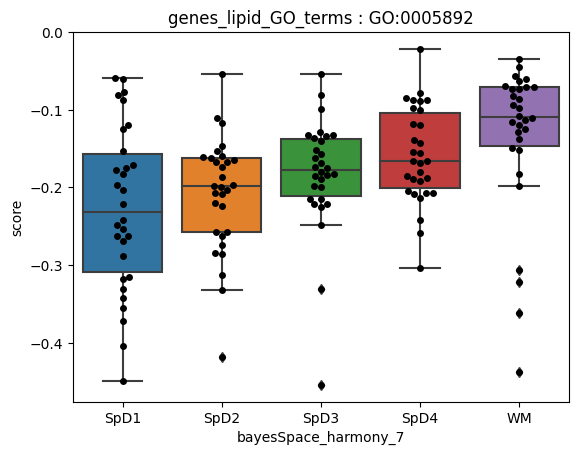 genes_lipid_GO_terms : GO:0005892
0.0
−0.1
−0.2
−0.3
−0.4
score
SpD1 SpD2 SpD3 SpD4 WM
bayesSpace_harmony_7